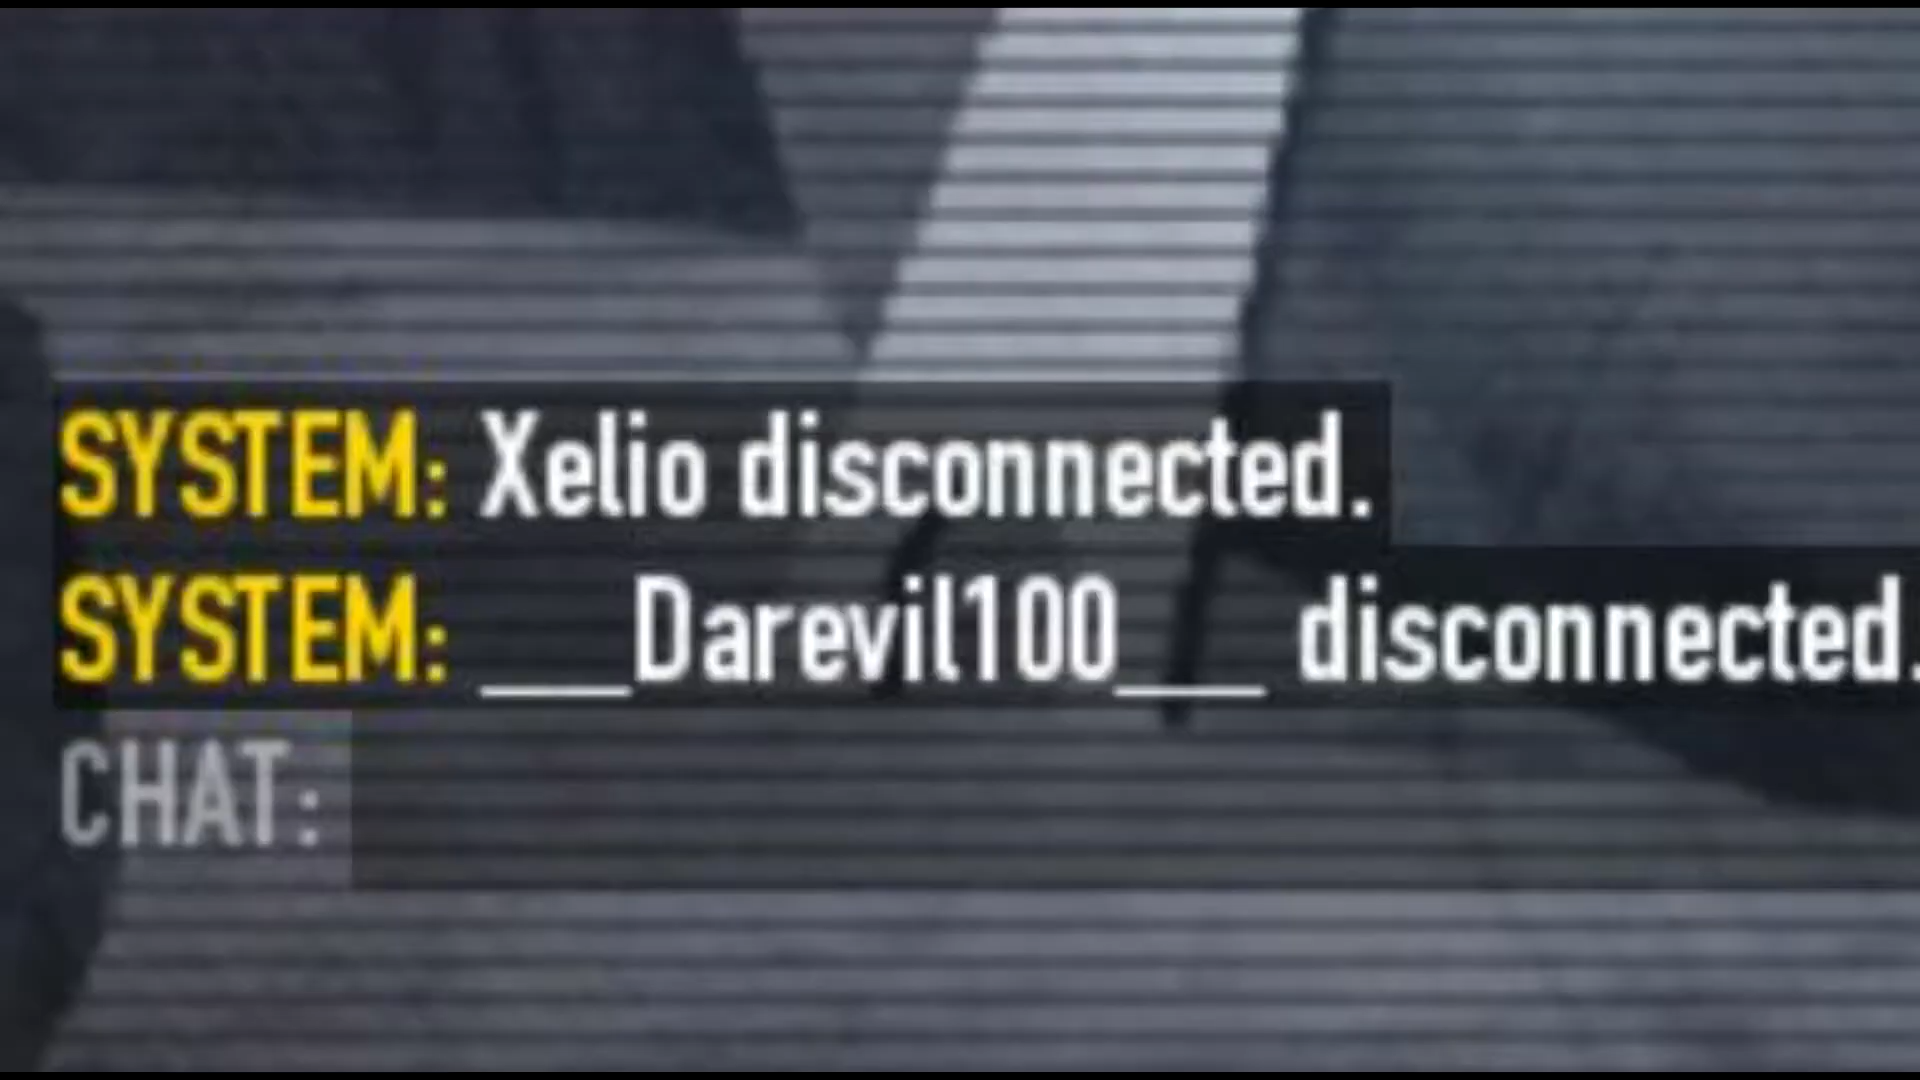 SYSTEM: Xelio disconnected.
SYSTEM: ___Darevil100___ disconnected.
CHAT: